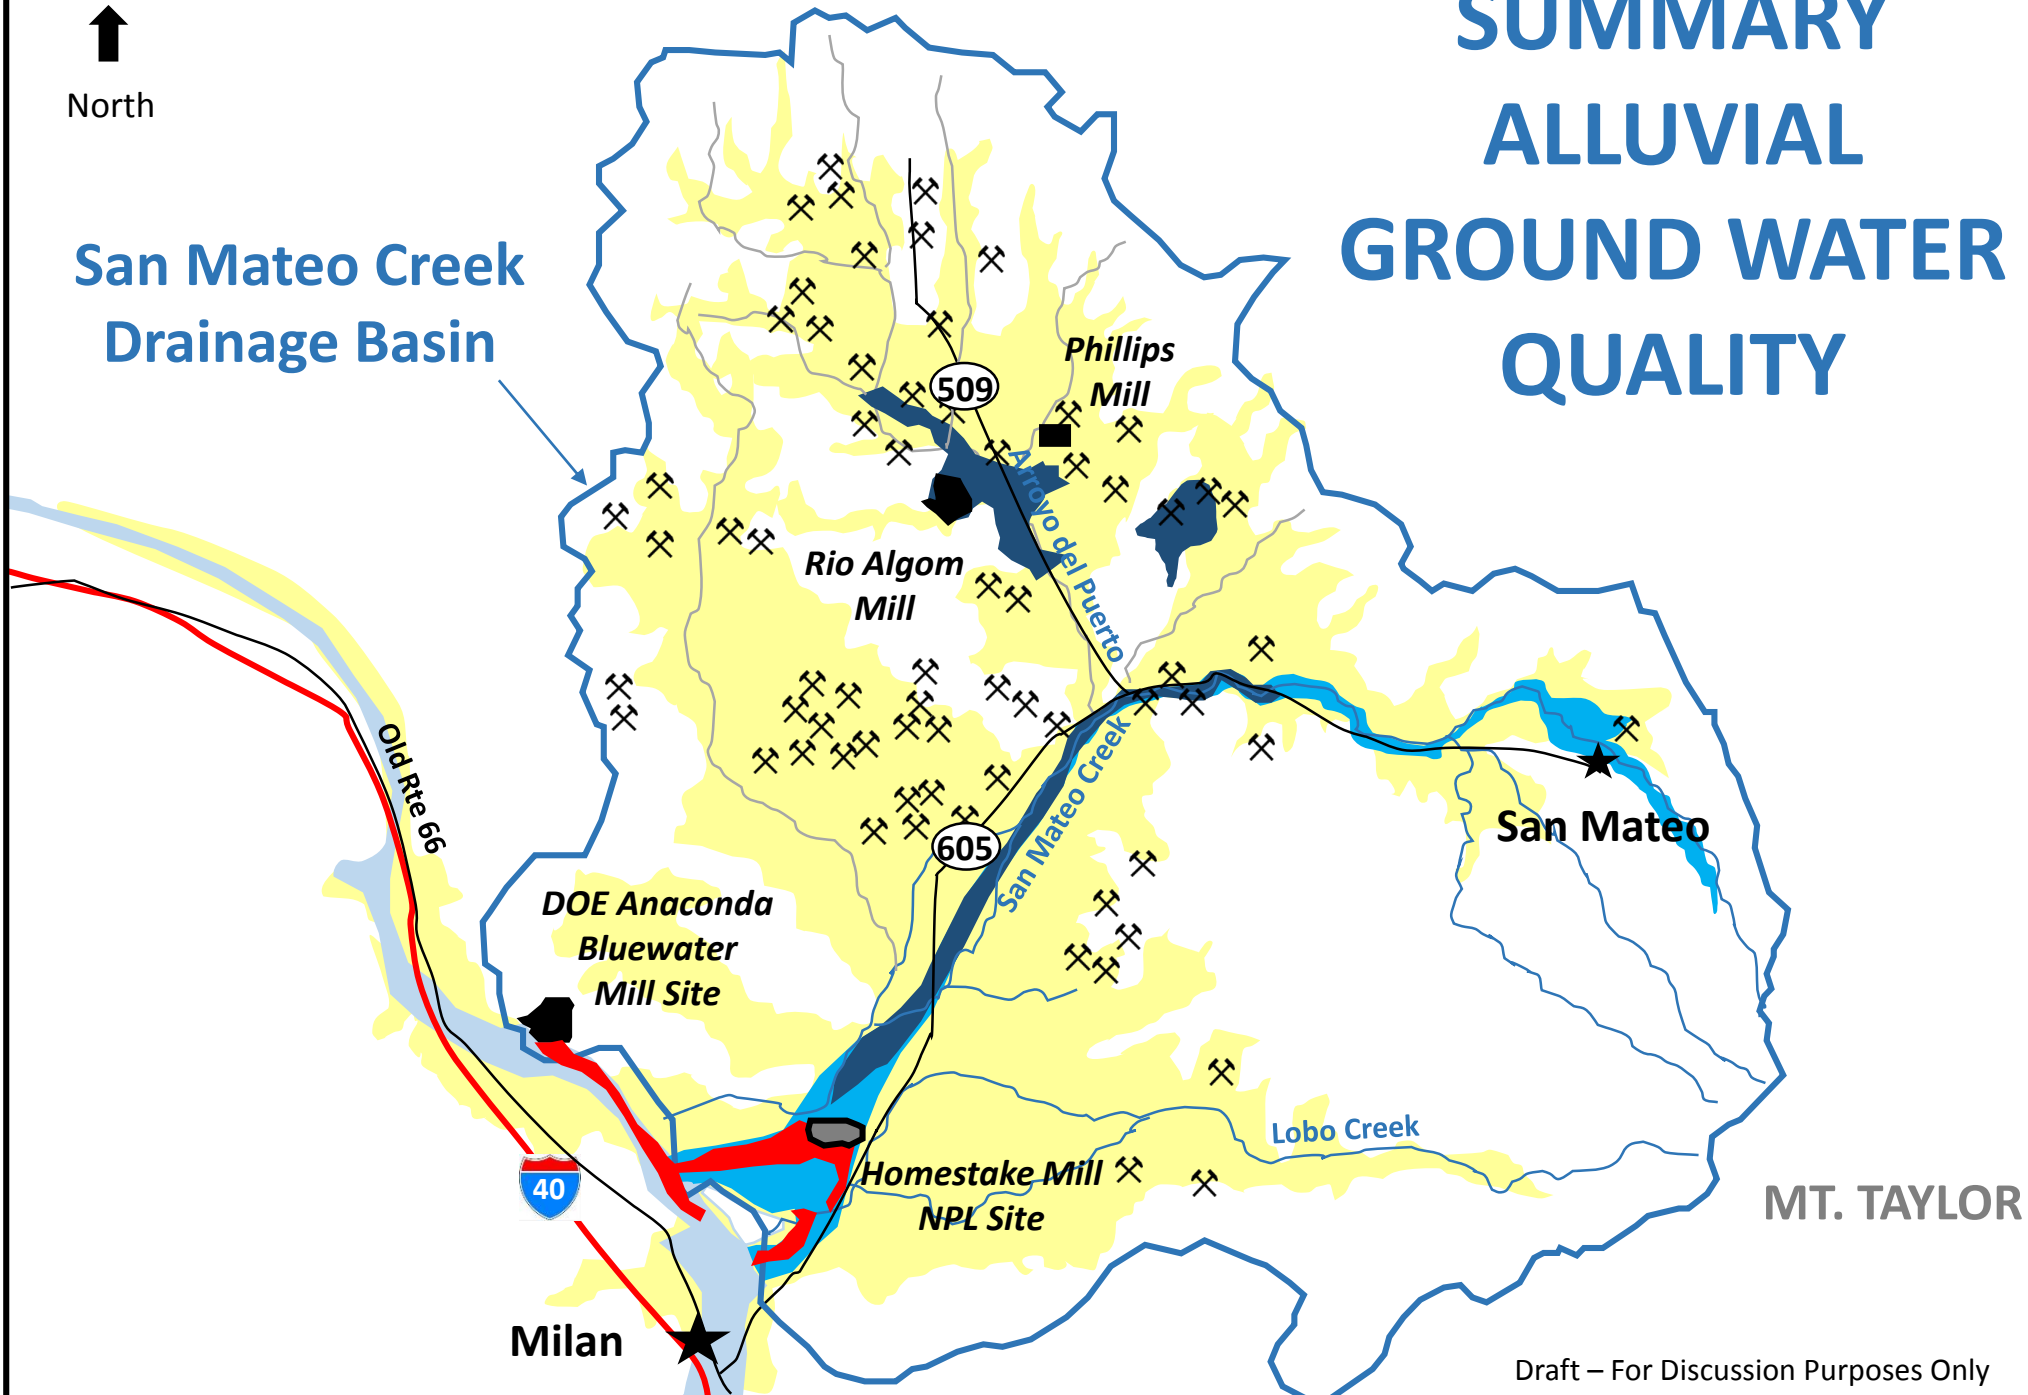 SUMMARY
ALLUVIAL
GROUND WATER
QUALITY
North
San Mateo Creek
Drainage Basin
Phillips
Mill
509
Arroyo del Puerto
Rio Algom
Mill
Old Rte 66
San Mateo Creek
San Mateo
605
DOE Anaconda
Bluewater
Mill Site
Lobo Creek
40
Homestake Mill
NPL Site
MT. TAYLOR
Milan
Draft – For Discussion Purposes Only